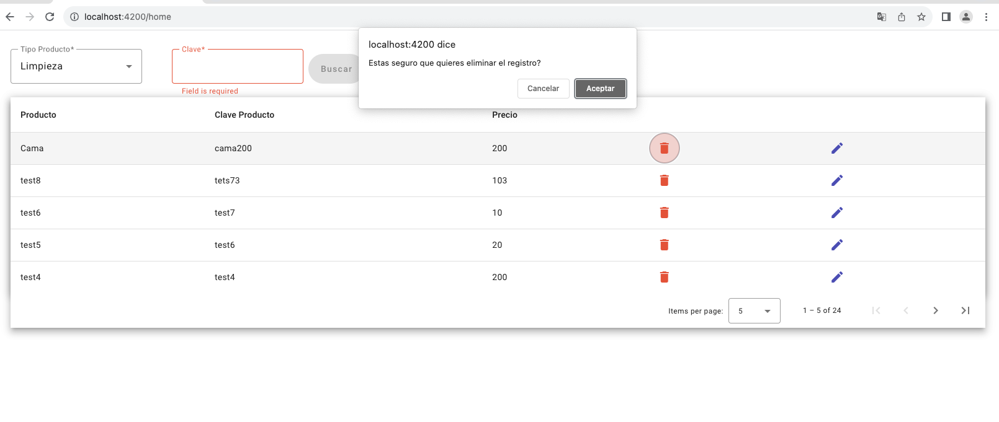 localhost:4200/home
localhost:4200 dice
Estas seguro que quieres eliminar el registro?
Cancelar
Aceptar
Tipo Producto*
Limpieza
Clave*
Field is required
Buscar
Producto Clave Producto Precio
Cama cama200 200
test8 tets73 103
test6 test7 10
test5 test6 20
test4 test4 200
Items per page: 5 1 – 5 of 24